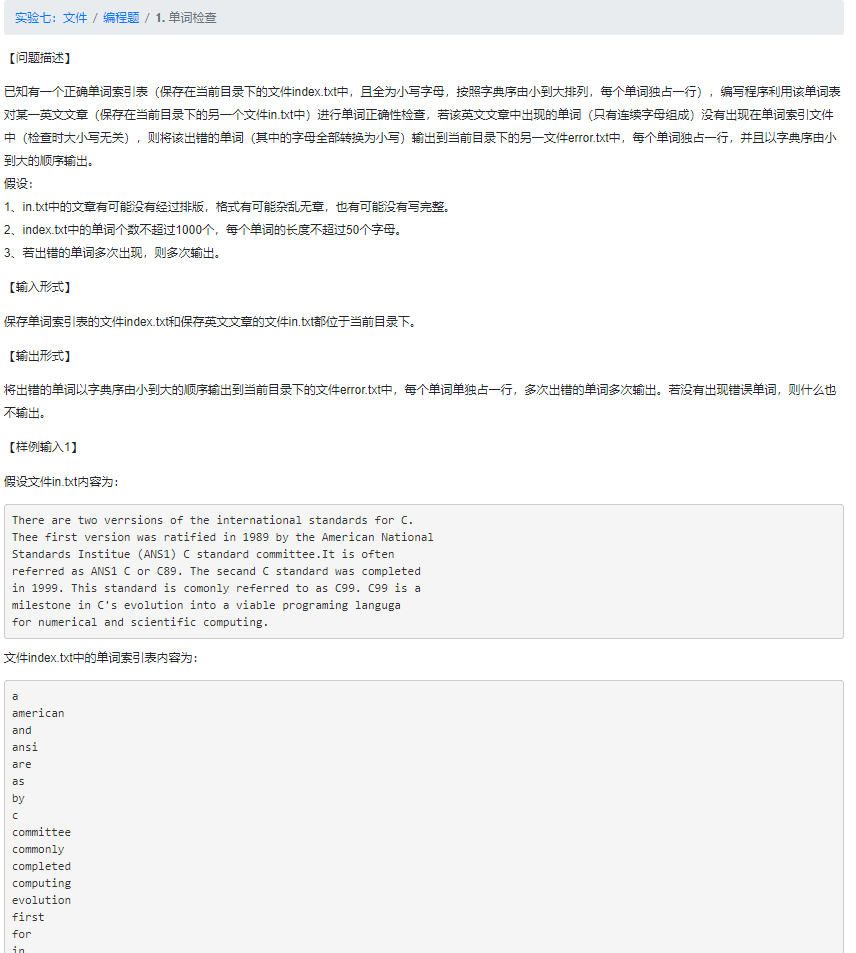 实验七：文件 / 编程题 / 1. 单词检查
【问题描述】
已知有一个正确单词索引表（保存在当前目录下的文件index.txt中，且全为小写字母，按照字典序由小到大排列，每个单词独占一行），编写程序利用该单词表
对某一英文文章（保存在当前目录下的另一个文件in.txt中）进行单词正确性检查，若该英文文章中出现的单词（只有连续字母组成）没有出现在单词索引文件
中（检查时大小写无关），则将该出错的单词（其中的字母全部转换为小写）输出到当前目录下的另一文件error.txt中，每个单词独占一行，并且以字典序由小
到大的顺序输出。
假设：
1、in.txt中的文章有可能没有经过排版，格式有可能杂乱无章，也有可能没有写完整。
2、index.txt中的单词个数不超过1000个，每个单词的长度不超过50个字母。
3、若出错的单词多次出现，则多次输出。
【输入形式】
保存单词索引表的文件index.txt和保存英文文章的文件in.txt都位于当前目录下。
【输出形式】
将出错的单词以字典序由小到大的顺序输出到当前目录下的文件error.txt中，每个单词单独占一行，多次出错的单词多次输出。若没有出现错误单词，则什么也
不输出。
【样例输入1】
假设文件in.txt内容为：
There are two verrsions of the international standards for C.
Thee first version was ratified in 1989 by the American National
Standards Institue (ANS1) C standard committee.It is often
referred as ANS1 C or C89. The secand C standard was completed
in 1999. This standard is comonly referred to as C99. C99 is a
milestone in C's evolution into a viable programing languga
for numerical and scientific computing.
文件index.txt中的单词索引表内容为：
a
american
and
ansi
are
as
by
c
committee
commonly
completed
computing
evolution
first
for
in